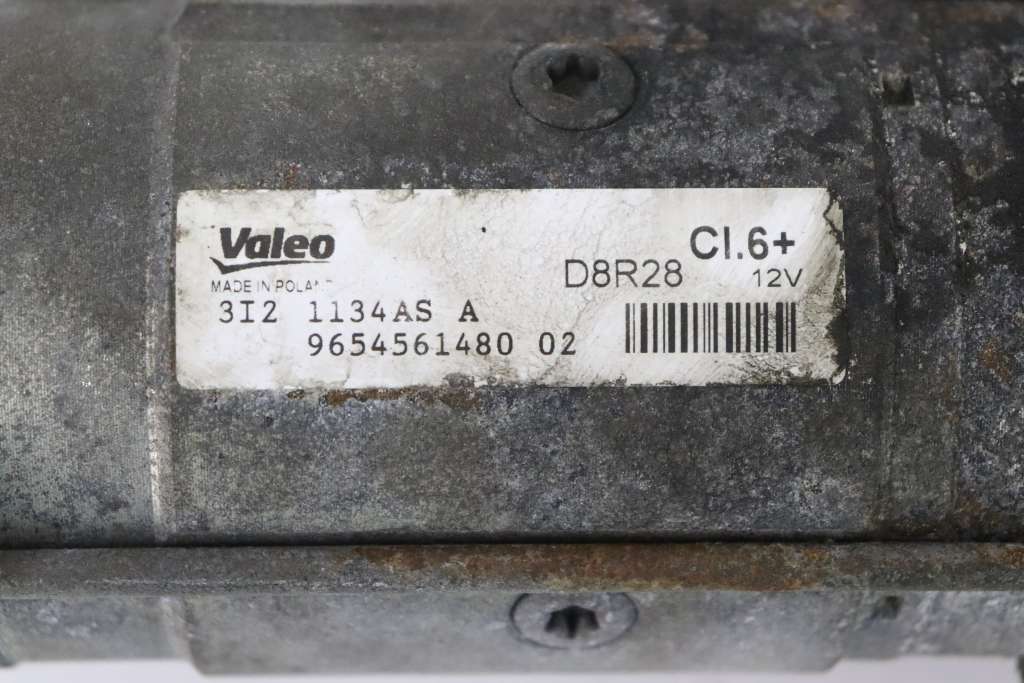 Valeo
MADE IN POLAND
D8R28 Cl.6+
12V
3I2 1134AS A
9654561480 02